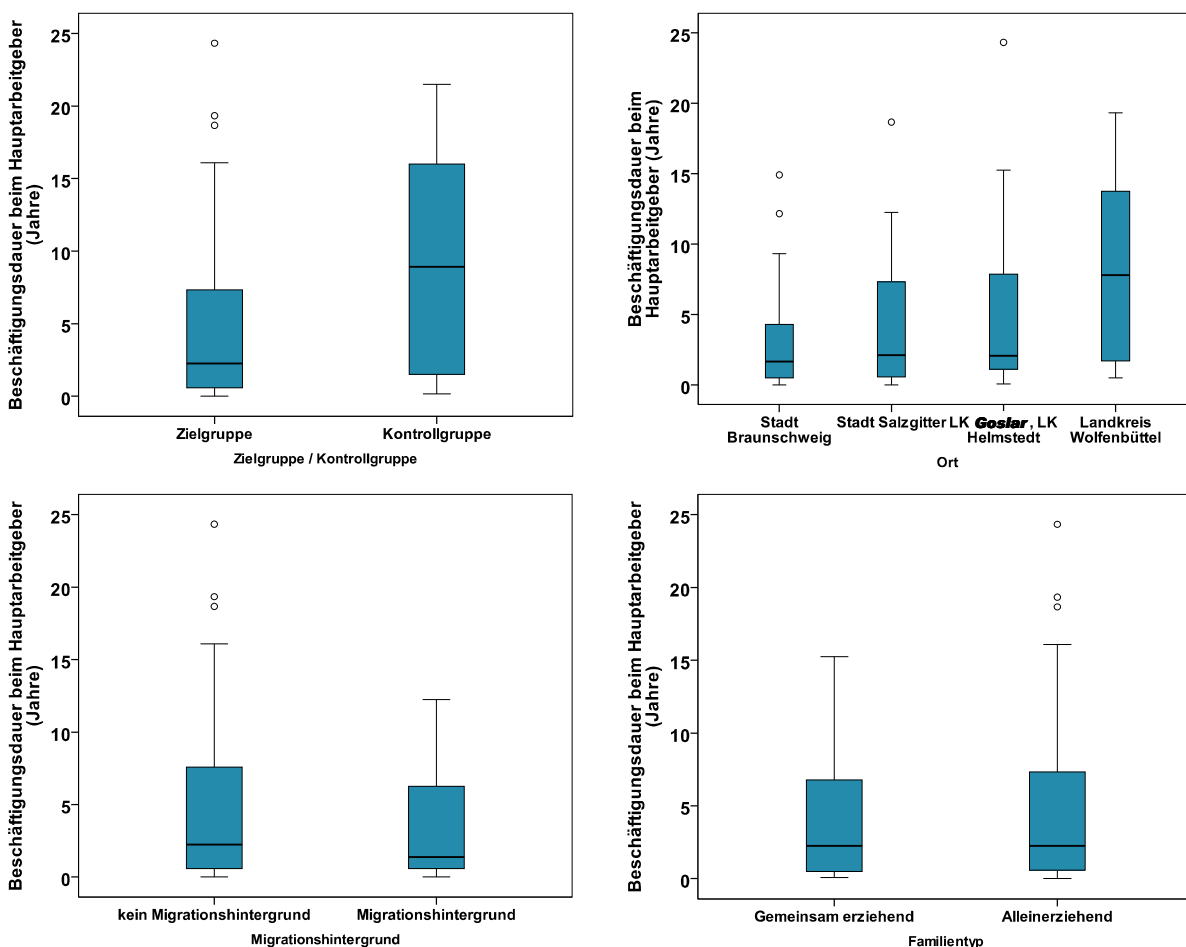 Beschäftigungsdauer beim Hauptarbeitgeber
(Jahre)
25
20
15
10
5
0
Zielgruppe
Kontrollgruppe
Zielgruppe / Kontrollgruppe
Beschäftigungsdauer beim
Hauptarbeitgeber (Jahre)
25
20
15
10
5
0
Stadt
Braunschweig
Stadt Salzgitter
LK Goslar, LK
Helmstedt
Landkreis
Wolfenbüttel
Ort
Beschäftigungsdauer beim Hauptarbeitgeber
(Jahre)
25
20
15
10
5
0
kein Migrationshintergrund
Migrationshintergrund
Migrationshintergrund
Beschäftigungsdauer beim Hauptarbeitgeber
(Jahre)
25
20
15
10
5
0
Gemeinsam erziehend
Alleinerziehend
Familientyp